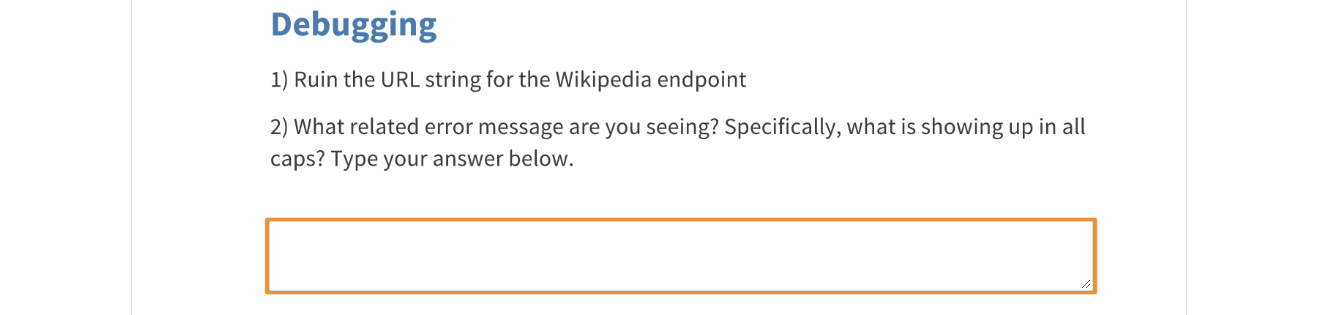 Debugging
1) Ruin the URL string for the Wikipedia endpoint
2) What related error message are you seeing? Specifically, what is showing up in all
caps? Type your answer below.